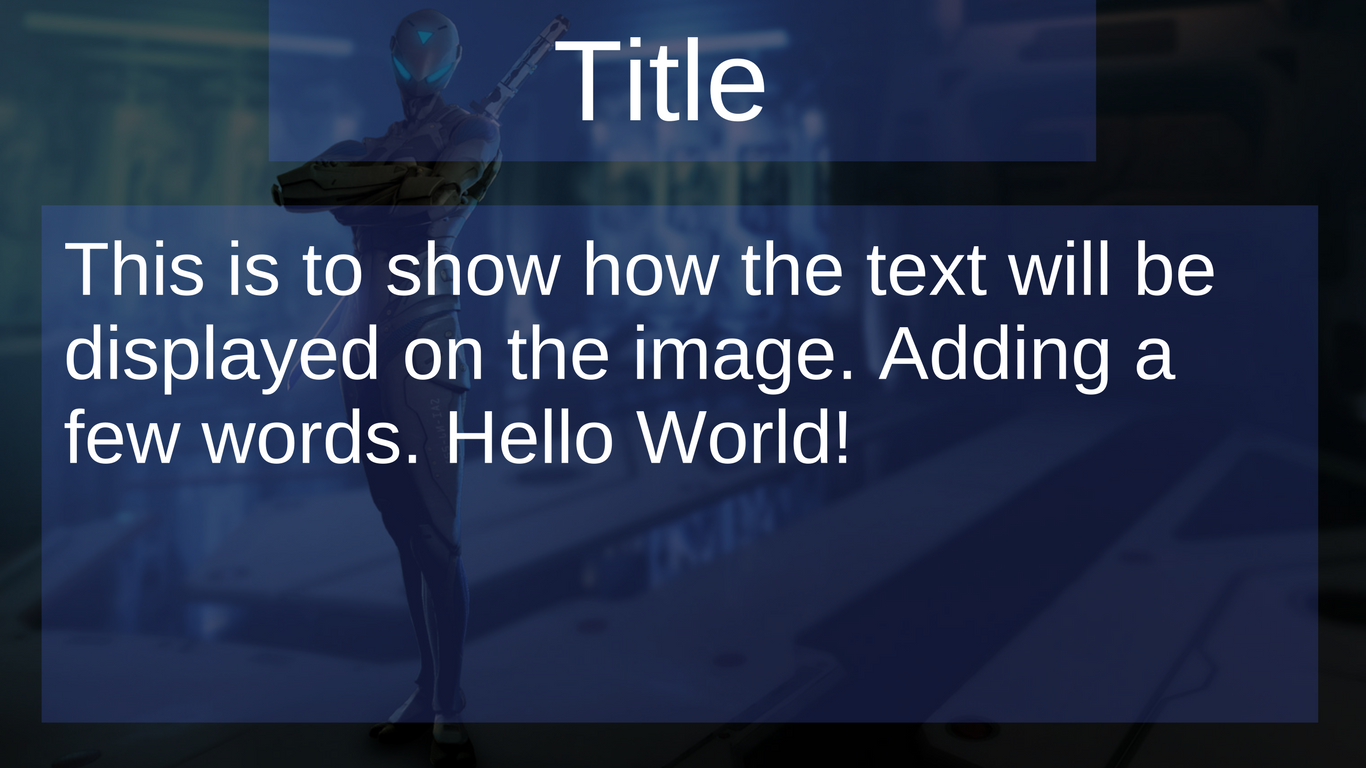 Title
This is to show how the text will be
displayed on the image. Adding a
few words. Hello World!